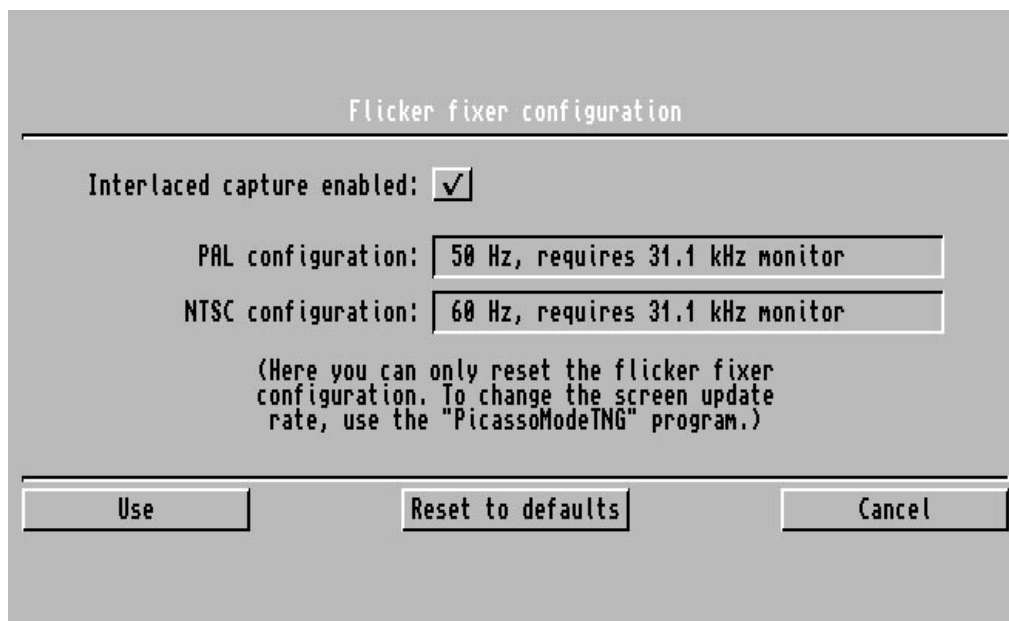 Flicker fixer configuration
Interlaced capture enabled: ✓
PAL configuration: 50 Hz, requires 31.1 kHz monitor
NTSC configuration: 60 Hz, requires 31.1 kHz monitor
(Here you can only reset the flicker fixer
configuration. To change the screen update
rate, use the "PicassoModeTNG" program.)
Use Reset to defaults Cancel